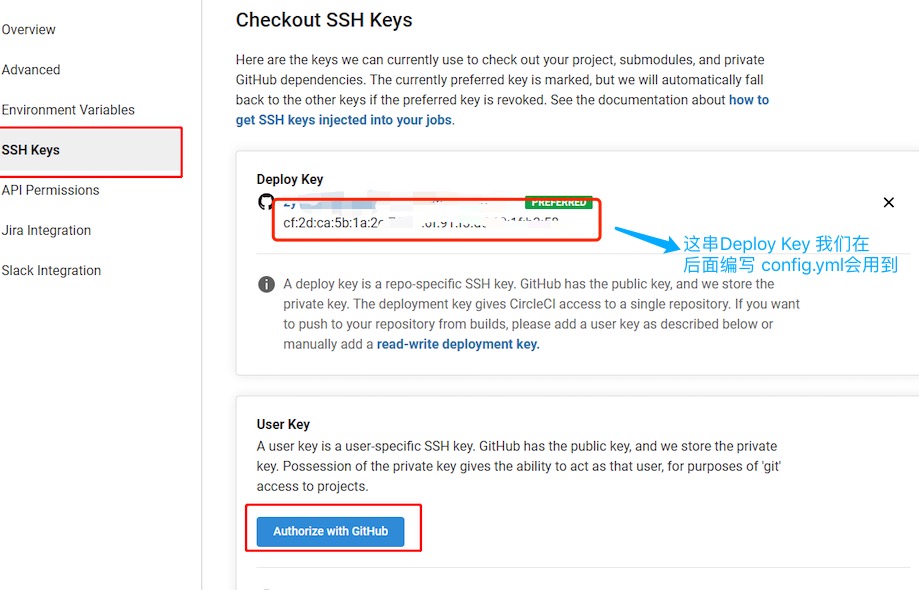 Overview
Advanced
Environment Variables
SSH Keys
API Permissions
Jira Integration
Slack Integration
Checkout SSH Keys
Here are the keys we can currently use to check out your project, submodules, and private
GitHub dependencies. The currently preferred key is marked, but we will automatically fall
back to the other keys if the preferred key is revoked. See the documentation about how to
get SSH keys injected into your jobs.
Deploy Key
PREFERRED
cf:2d:ca:5b:1a:2
这串Deploy Key 我们在
后面编写 config.yml会用到
A deploy key is a repo-specific SSH key. GitHub has the public key, and we store the
private key. The deployment key gives CircleCI access to a single repository. If you want
to push to your repository from builds, please add a user key as described below or
manually add a read-write deployment key.
User Key
A user key is a user-specific SSH key. GitHub has the public key, and we store the private
key. Possession of the private key gives the ability to act as that user, for purposes of 'git'
access to projects.
Authorize with GitHub